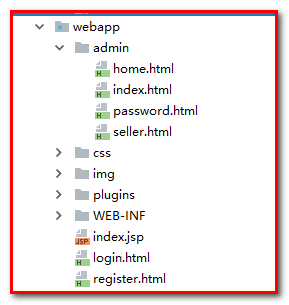 webapp
admin
home.html
index.html
password.html
seller.html
css
img
plugins
WEB-INF
index.jsp
login.html
register.html